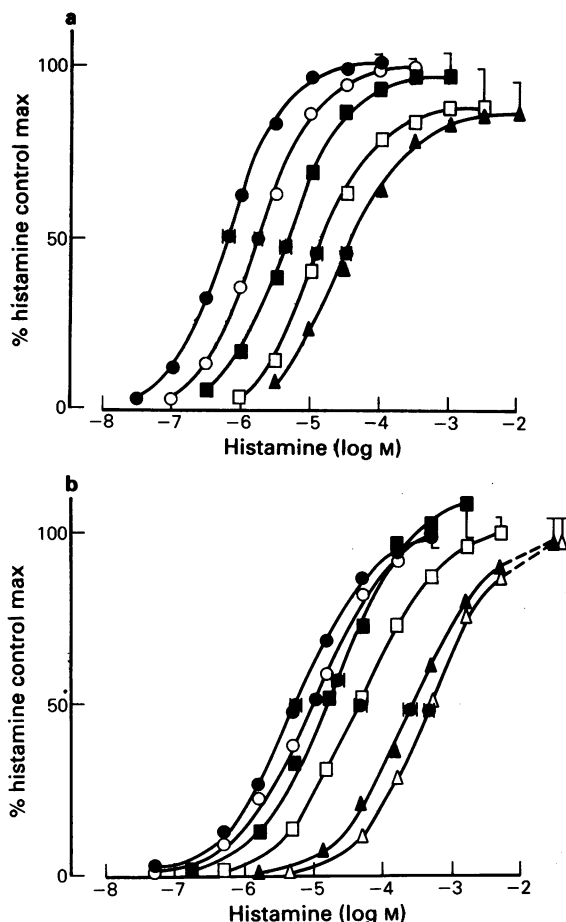 a
100
50
0
% histamine control max
−8 −7 −6 −5 −4 −3 −2
Histamine (log M)
b
100
50
0
% histamine control max
−8 −7 −6 −5 −4 −3 −2
Histamine (log M)